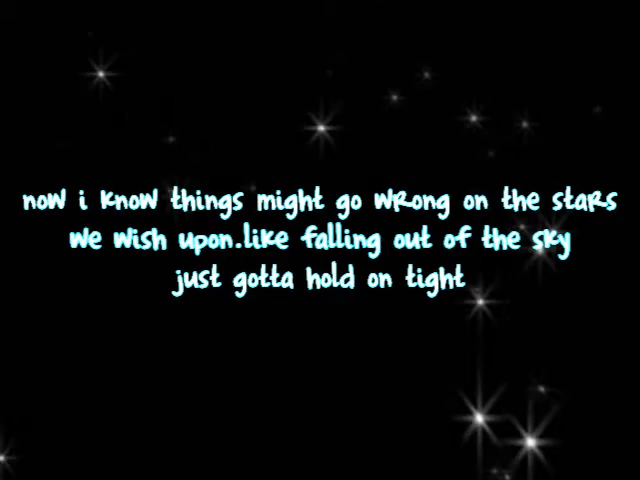 now i know things might go wrong on the stars
we wish upon.like falling out of the sky
just gotta hold on tight